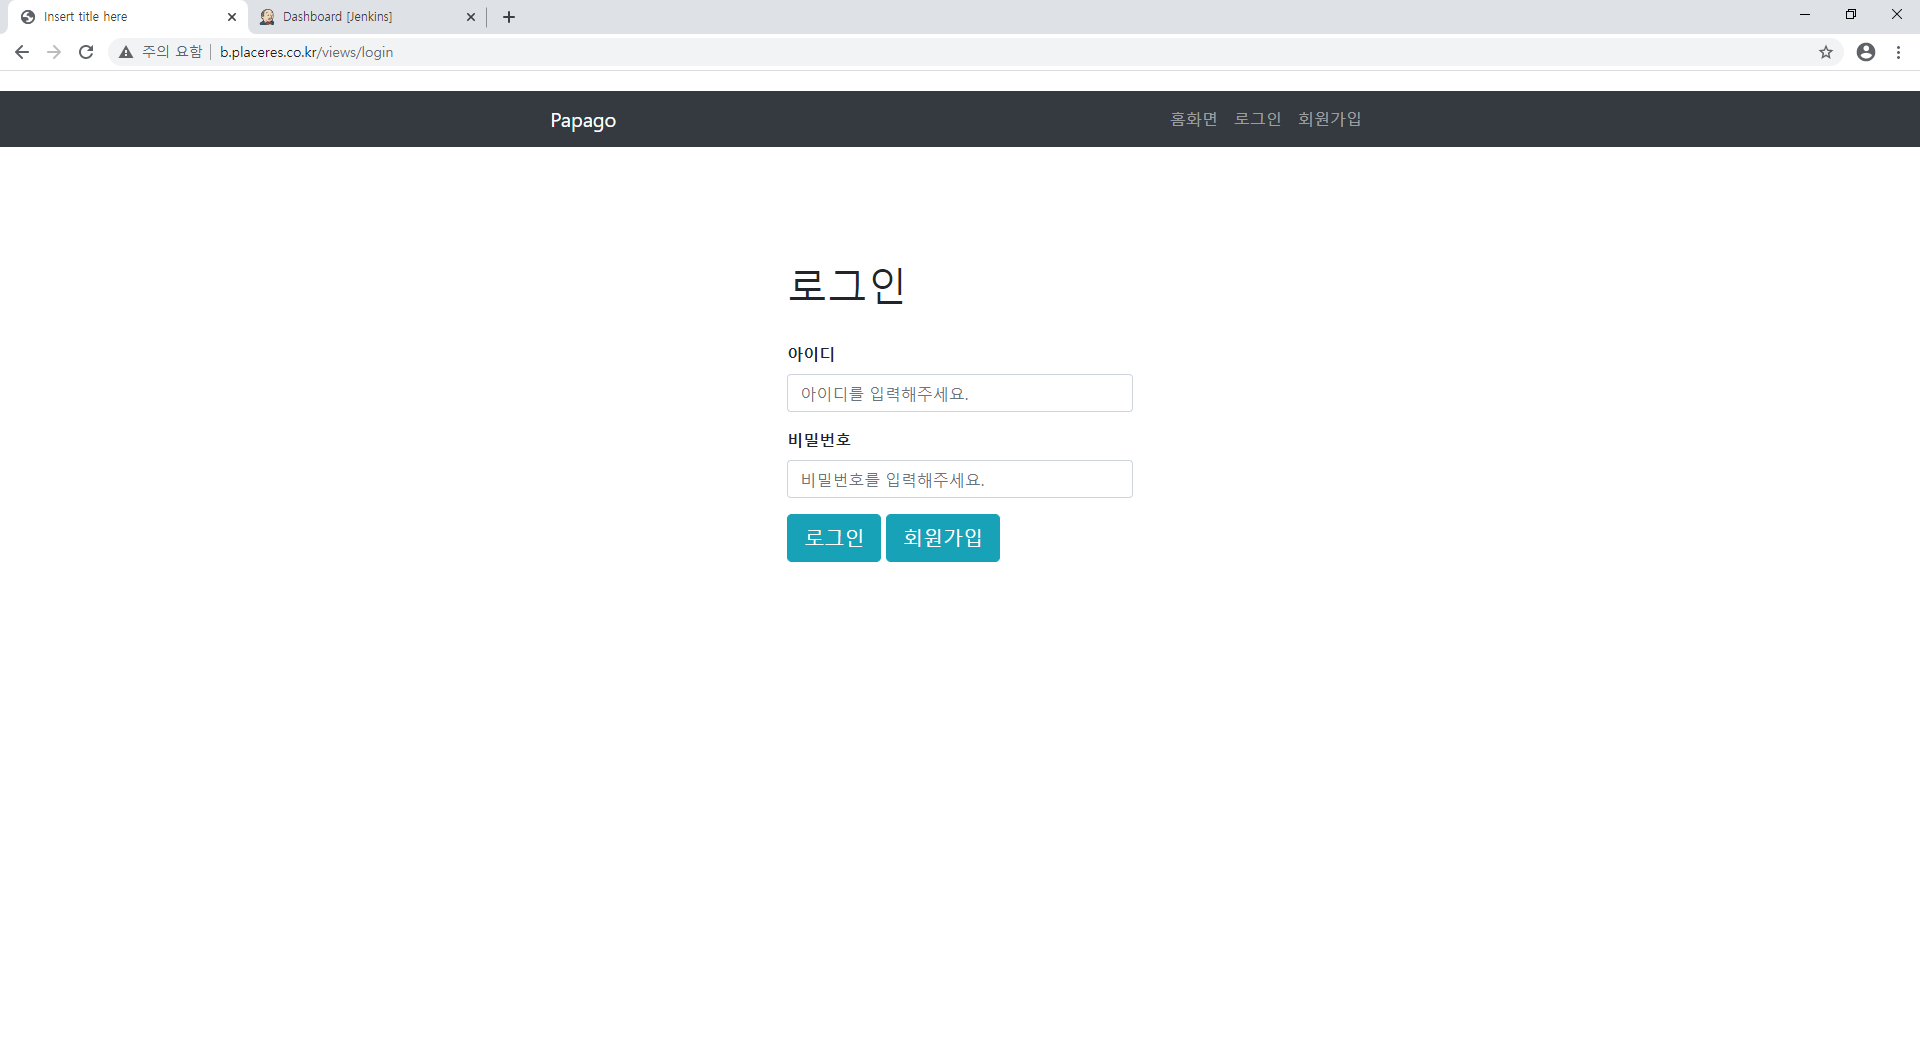 Insert title here
Dashboard [Jenkins]
주의 요함
b.placeres.co.kr/views/login
Papago
홈화면 로그인 회원가입
로그인
아이디
아이디를 입력해주세요.
비밀번호
비밀번호를 입력해주세요.
로그인 회원가입